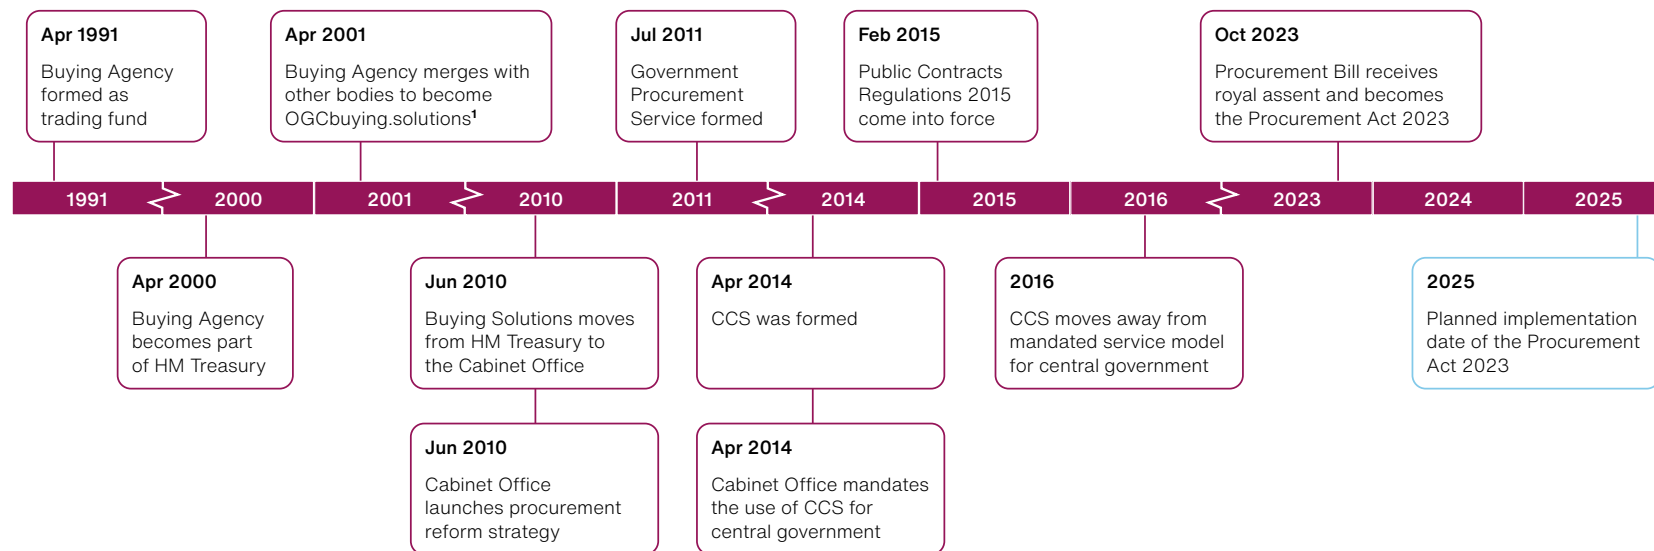 Apr 1991
Buying Agency
formed as
trading fund
Apr 2001
Buying Agency merges with
other bodies to become
OGCbuying.solutions1
Jul 2011
Government
Procurement
Service formed
Feb 2015
Public Contracts
Regulations 2015
come into force
Oct 2023
Procurement Bill receives
royal assent and becomes
the Procurement Act 2023
1991 2000 2001 2010 2011 2014 2015 2016 2023 2024 2025
Apr 2000
Buying Agency
becomes part
of HM Treasury
Jun 2010
Buying Solutions moves
from HM Treasury to
the Cabinet Office
Apr 2014
CCS was formed
2016
CCS moves away from
mandated service model
for central government
2025
Planned implementation
date of the Procurement
Act 2023
Jun 2010
Cabinet Office
launches procurement
reform strategy
Apr 2014
Cabinet Office mandates
the use of CCS for
central government